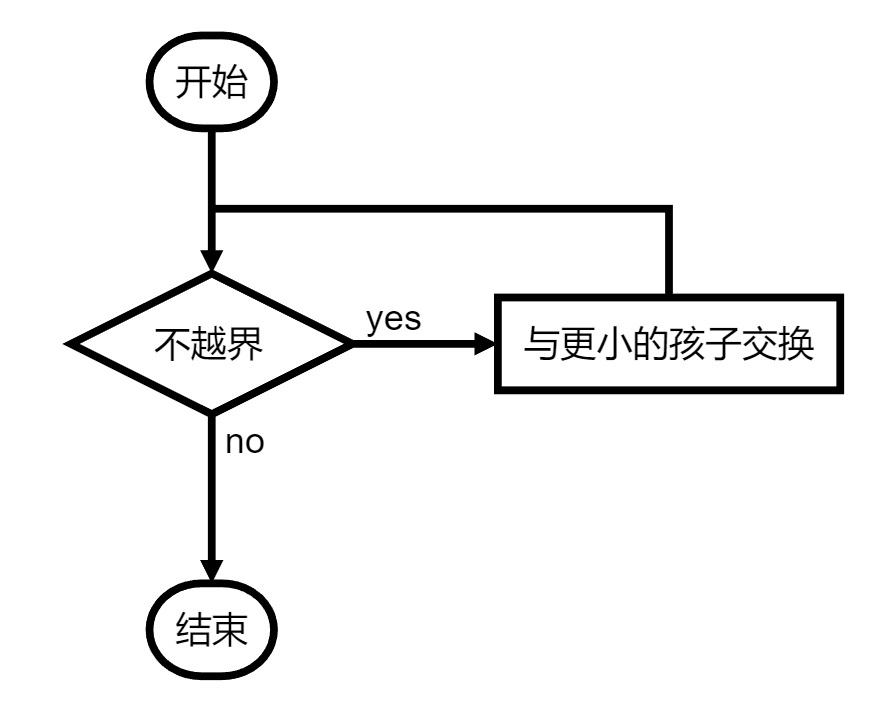 开始
不越界
yes
与更小的孩子交换
no
结束